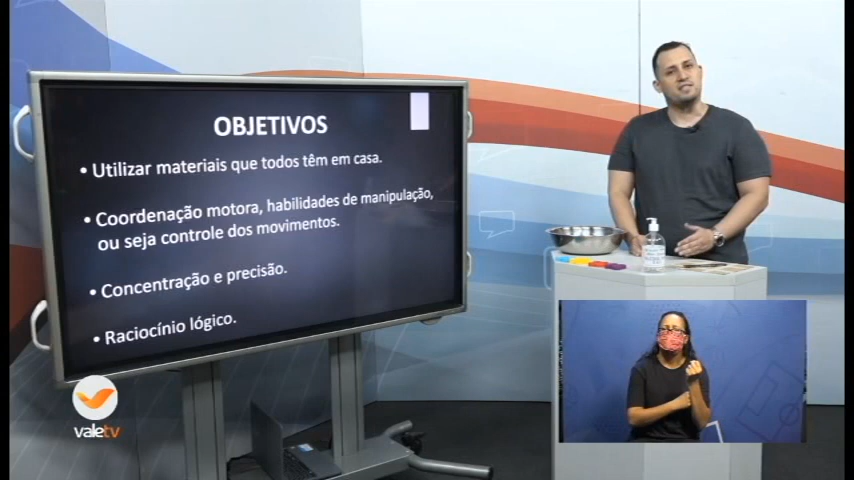 OBJETIVOS
• Utilizar materiais que todos têm em casa.
• Coordenação motora, habilidades de manipulação,
ou seja controle dos movimentos.
• Concentração e precisão.
• Raciocínio lógico.
valetv